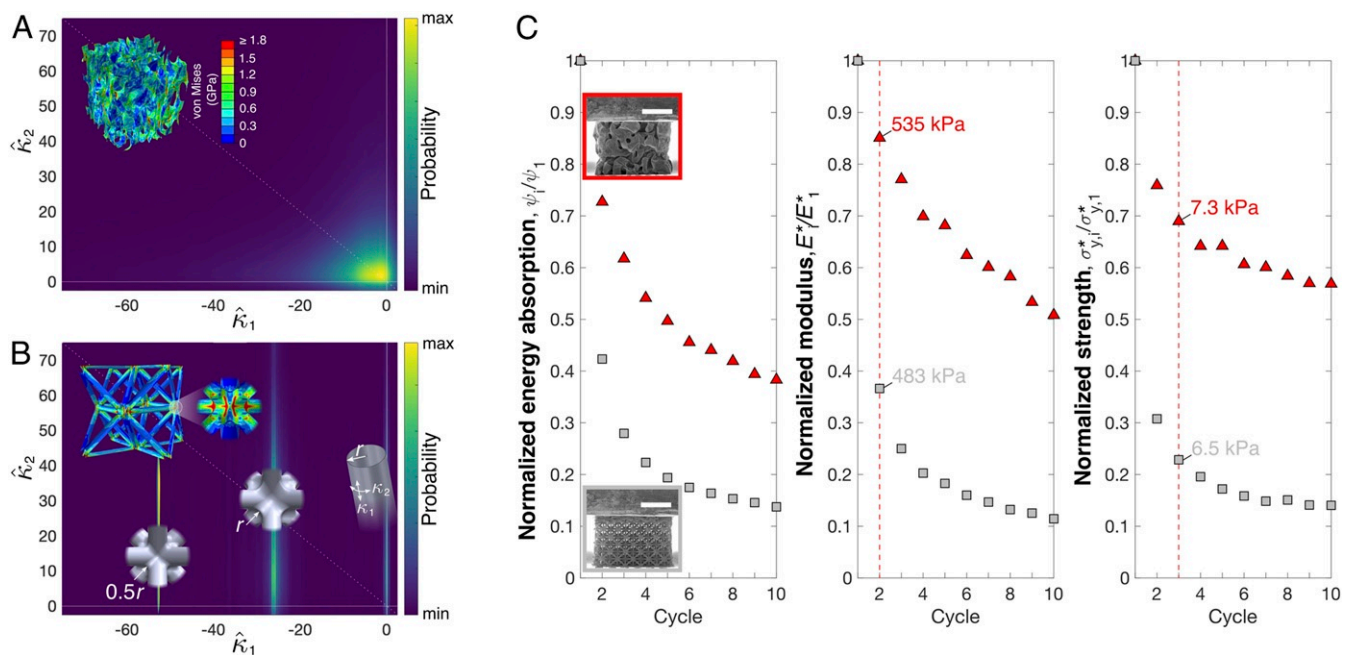 A
75
70
60
50
40
30
20
10
0
κ̂₂
-60
-40
-20
0
κ̂₁
von Mises
(GPa)
≥ 1.8
1.5
1.2
0.9
0.6
0.3
0
max
Probability
min
B
70
60
50
40
30
20
10
0
κ̂₂
-60
-40
-20
0
κ̂₁
0.5r
r
r
κ₂
κ₁
max
Probability
min
C
Normalized energy absorption, ψᵢ/ψ₁
1
0.9
0.8
0.7
0.6
0.5
0.4
0.3
0.2
0.1
0
2
4
6
8
10
Cycle
Normalized modulus, E*ᵢ/E*₁
1
0.9
0.8
0.7
0.6
0.5
0.4
0.3
0.2
0.1
0
535 kPa
483 kPa
2
4
6
8
10
Cycle
Normalized strength, σ*y,i/σ*y,1
1
0.9
0.8
0.7
0.6
0.5
0.4
0.3
0.2
0.1
0
7.3 kPa
6.5 kPa
2
4
6
8
10
Cycle